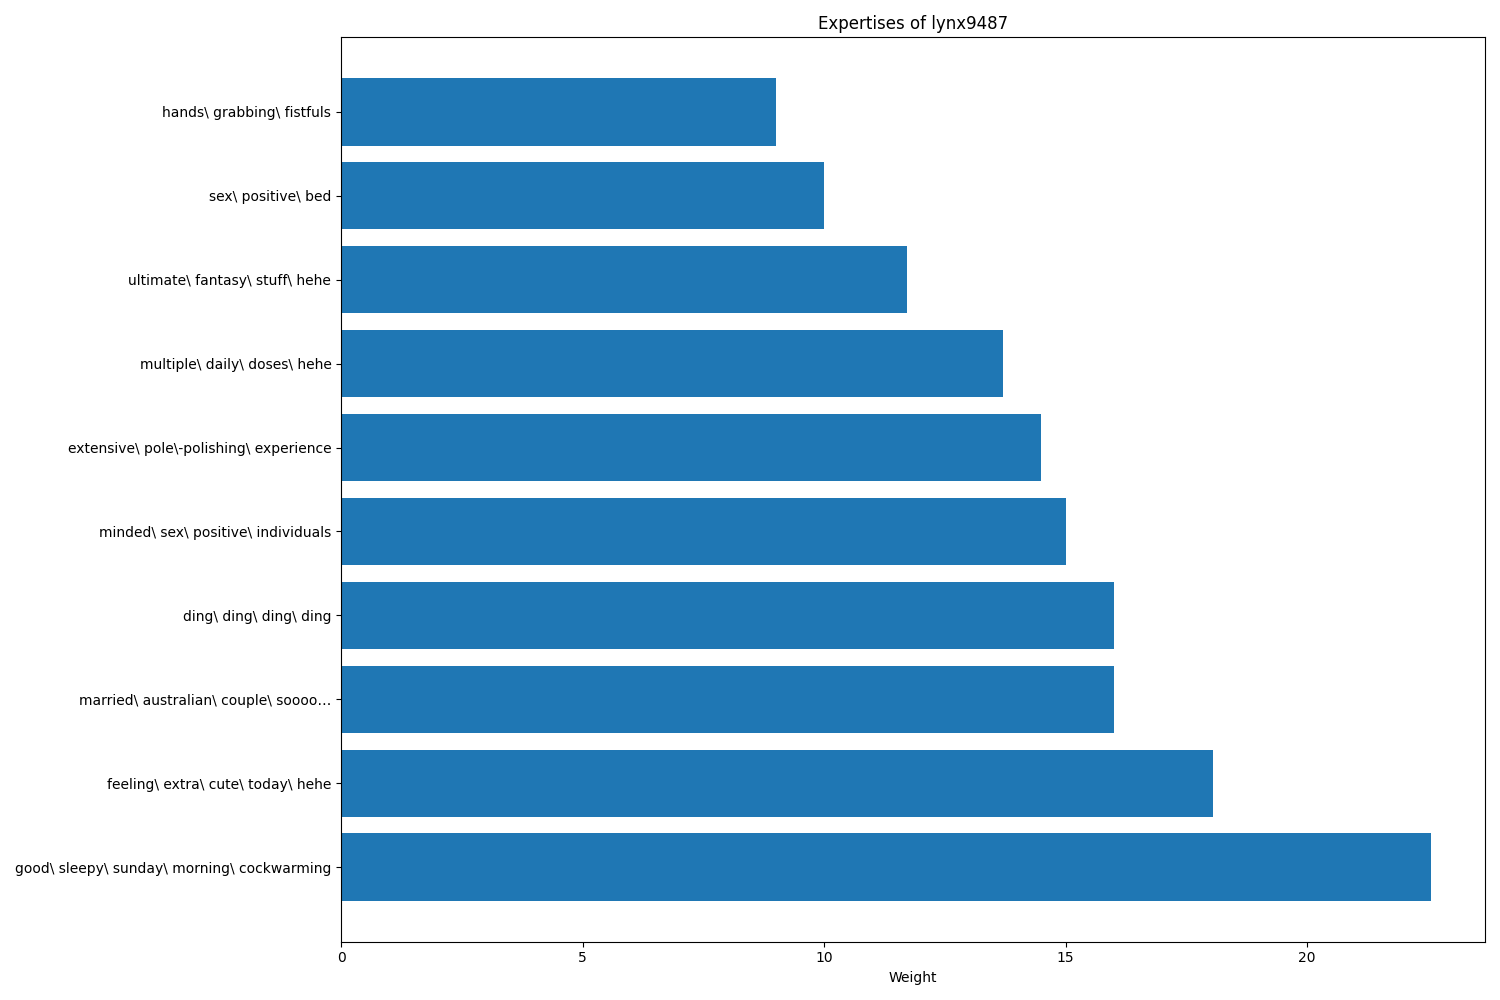 Expertises of lynx9487
hands\ grabbing\ fistfuls
sex\ positive\ bed
ultimate\ fantasy\ stuff\ hehe
multiple\ daily\ doses\ hehe
extensive\ pole\-polishing\ experience
minded\ sex\ positive\ individuals
ding\ ding\ ding\ ding
married\ australian\ couple\ soooo…
feeling\ extra\ cute\ today\ hehe
good\ sleepy\ sunday\ morning\ cockwarming
0 5 10 15 20
Weight